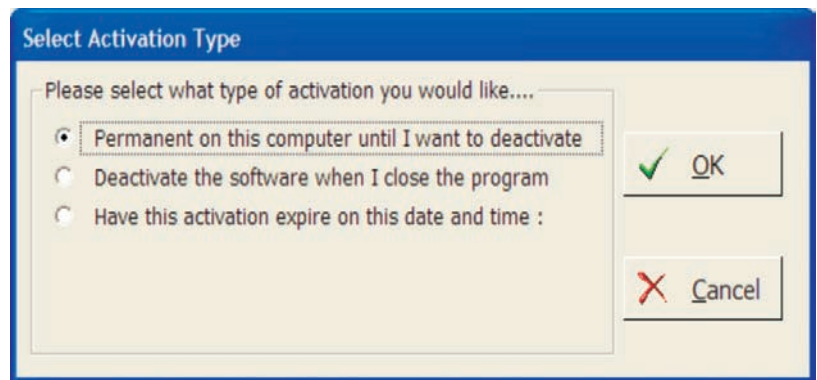 Select Activation Type
Please select what type of activation you would like....
Permanent on this computer until I want to deactivate
Deactivate the software when I close the program
Have this activation expire on this date and time :
OK
Cancel